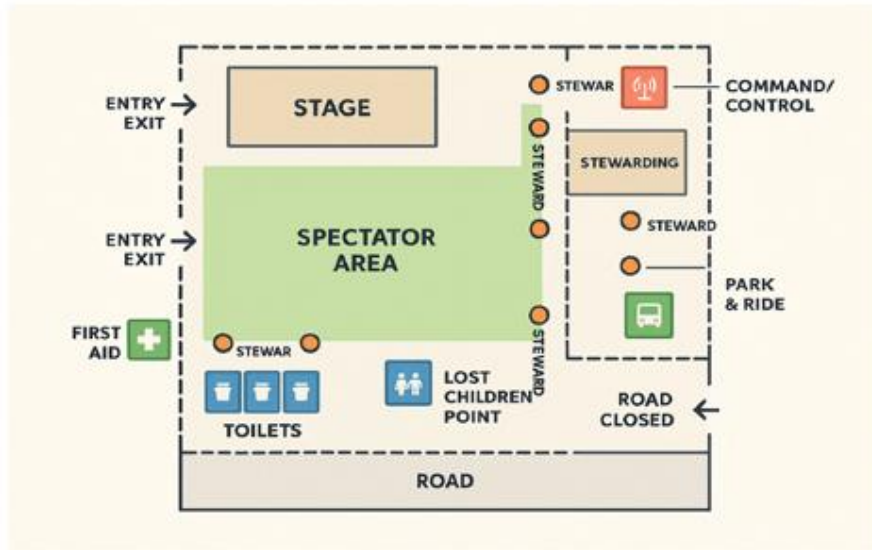 ENTRY
EXIT
STAGE
STEWAR
COMMAND/
CONTROL
STEWARD
STEWARDING
ENTRY
EXIT
SPECTATOR
AREA
STEWARD
PARK
& RIDE
FIRST
AID
STEWAR
STEWARD
LOST
CHILDREN
POINT
ROAD
CLOSED
TOILETS
ROAD